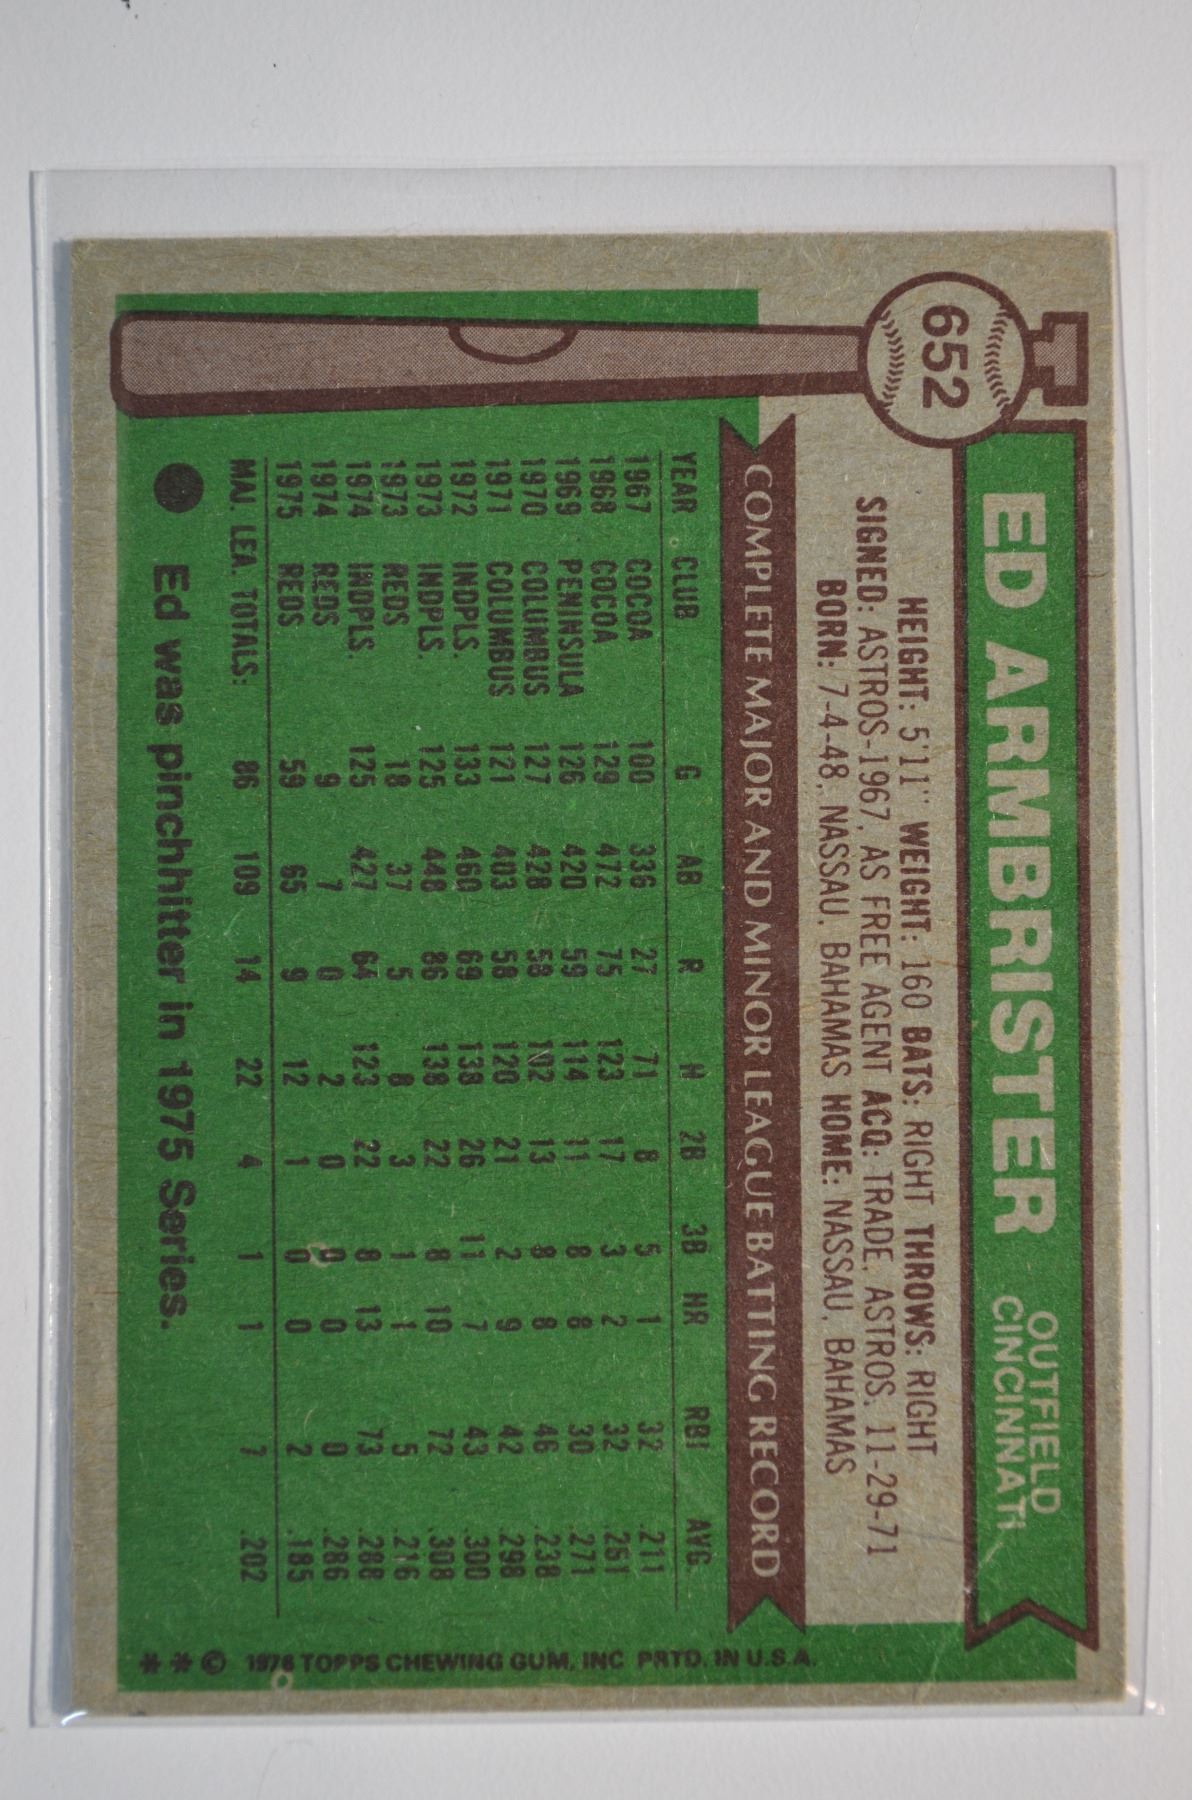 652
ED ARMBRISTER
OUTFIELD
CINCINNATI
HEIGHT: 5'11" WEIGHT: 160 BATS: RIGHT THROWS: RIGHT
SIGNED: ASTROS-1967, AS FREE AGENT ACQ: TRADE, ASTROS, 11-29-71
BORN: 7-4-48, NASSAU, BAHAMAS HOME: NASSAU, BAHAMAS
COMPLETE MAJOR AND MINOR LEAGUE BATTING RECORD
YEAR CLUB G AB R H 2B 3B HR RBI AVG.
1967 COCOA 100 336 27 71 8 5 1 32 .211
1968 COCOA 129 472 75 123 17 3 2 32 .251
1969 PENINSULA 126 420 59 114 11 8 8 30 .271
1970 COLUMBUS 127 428 58 102 13 8 8 46 .238
1971 COLUMBUS 121 403 58 120 21 2 9 42 .298
1972 INDPLS. 133 460 69 138 26 11 7 43 .300
1973 INDPLS. 125 448 86 138 22 8 10 72 .308
1973 REDS 18 37 5 8 3 1 1 5 .216
1974 INDPLS. 125 427 64 123 22 8 13 73 .288
1974 REDS 9 7 0 2 0 0 0 0 .286
1975 REDS 59 65 9 12 1 0 0 2 .185
MAJ. LEA. TOTALS: 86 109 14 22 4 1 1 7 .202
● Ed was pinchhitter in 1975 Series.
* * © 1976 TOPPS CHEWING GUM, INC PRTD. IN U.S.A.